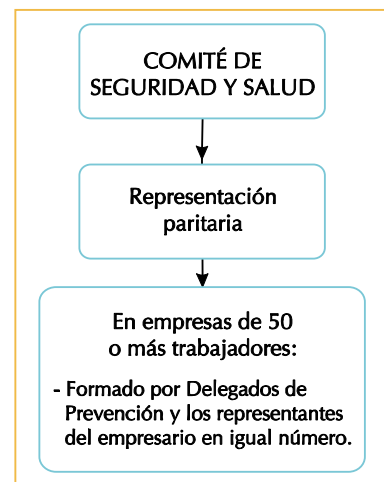 COMITÉ DE
SEGURIDAD Y SALUD
Representación
paritaria
En empresas de 50
o más trabajadores:
- Formado por Delegados de
Prevención y los representantes
del empresario en igual número.